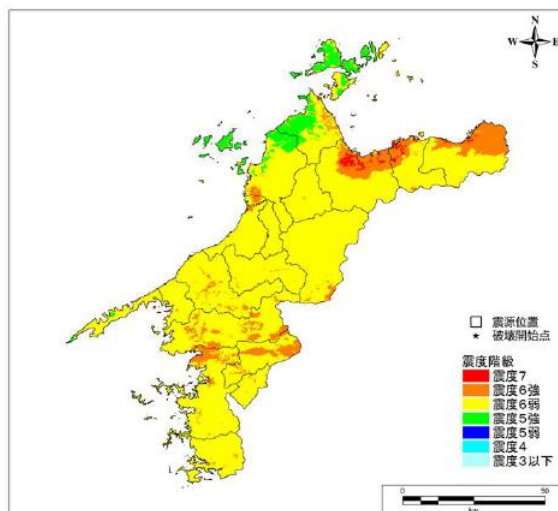 N
W E
S
震源位置
★ 破壊開始点
震度階級
震度7
震度6強
震度6弱
震度5強
震度5弱
震度4
震度3以下
0 50
km